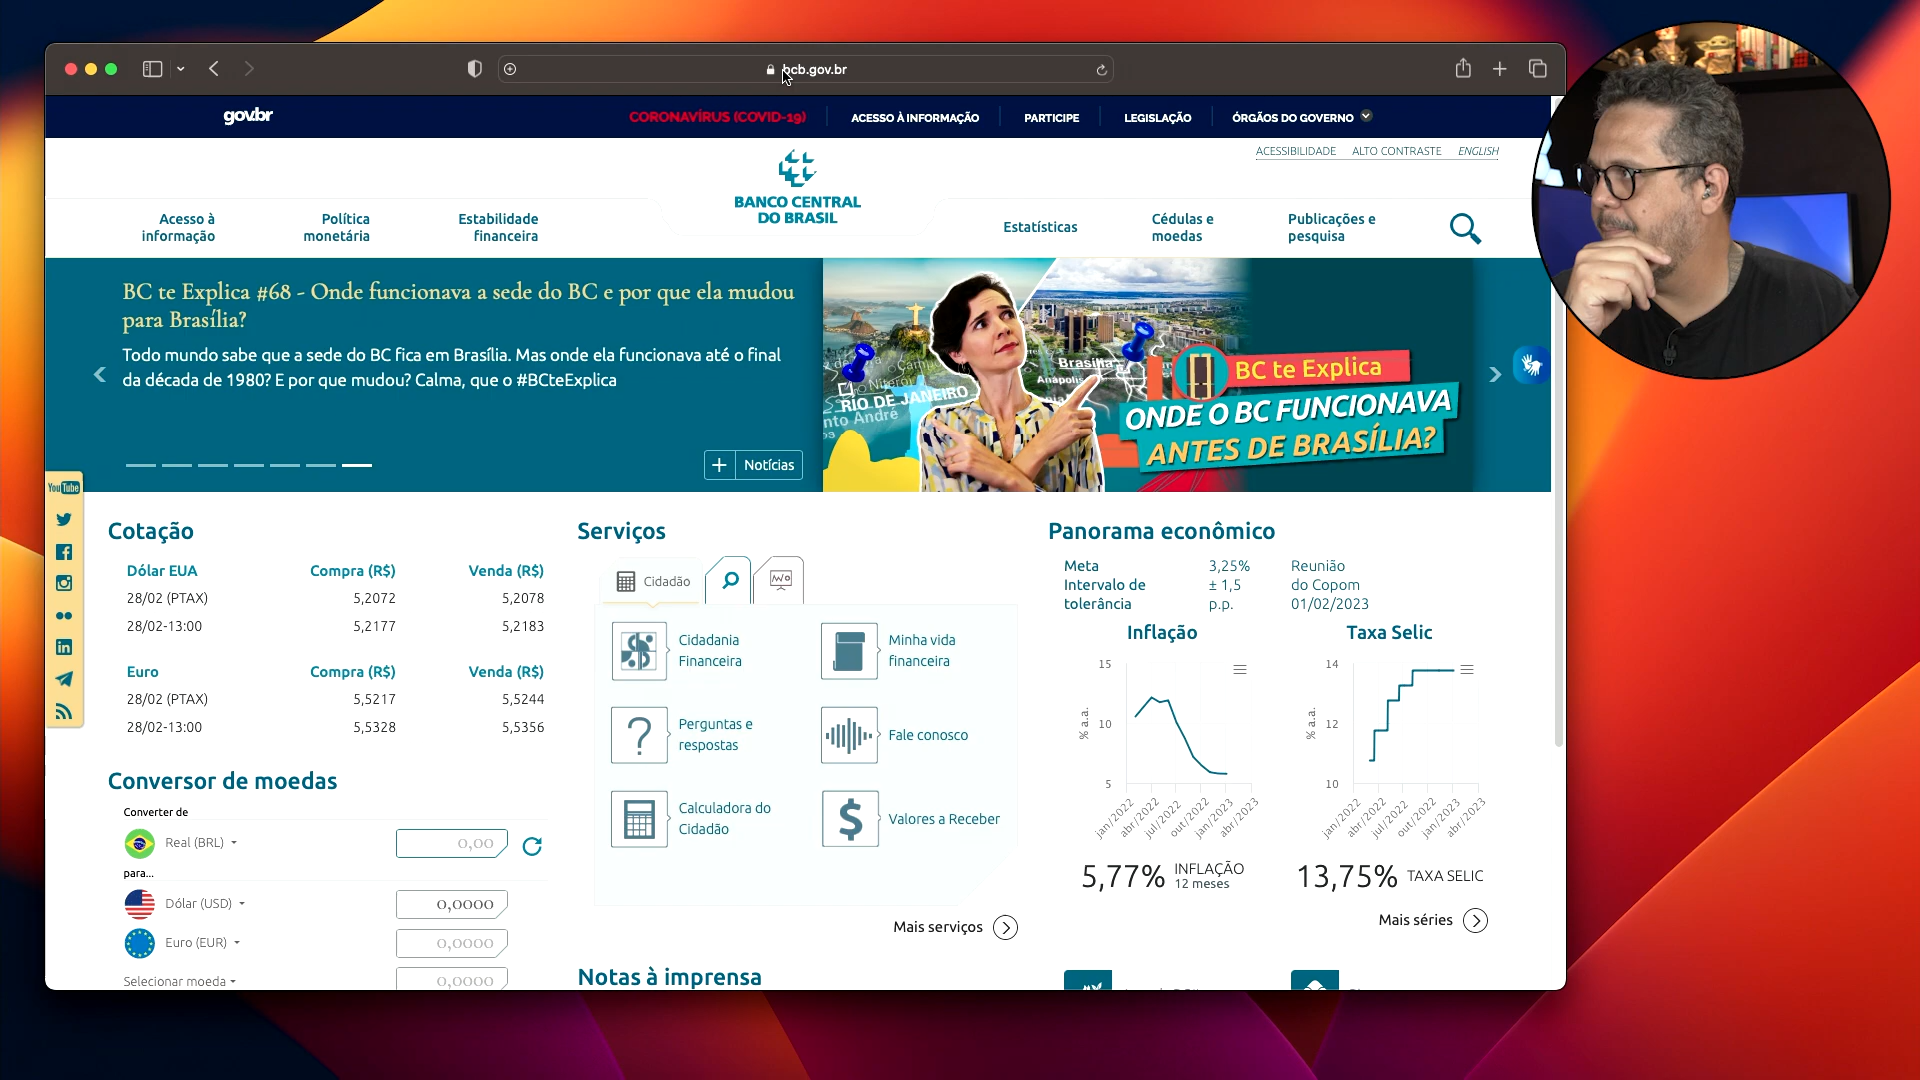 bcb.gov.br
gov.br
CORONAVÍRUS (COVID-19)
ACESSO À INFORMAÇÃO
PARTICIPE
LEGISLAÇÃO
ÓRGÃOS DO GOVERNO
ACESSIBILIDADE
ALTO CONTRASTE
ENGLISH
BANCO CENTRAL
DO BRASIL
Acesso à
informação
Política
monetária
Estabilidade
financeira
Estatísticas
Cédulas e
moedas
Publicações e
pesquisa
BC te Explica #68 - Onde funcionava a sede do BC e por que ela mudou
para Brasília?
Todo mundo sabe que a sede do BC fica em Brasília. Mas onde ela funcionava até o final
da década de 1980? E por que mudou? Calma, que o #BCteExplica
Notícias
Niterói
RIO DE JANEIRO
nto André
Brasília
Anápolis
BC te Explica
ONDE O BC FUNCIONAVA
ANTES DE BRASÍLIA?
YouTube
Cotação
Dólar EUA Compra (R$) Venda (R$)
28/02 (PTAX) 5,2072 5,2078
28/02-13:00 5,2177 5,2183
Euro Compra (R$) Venda (R$)
28/02 (PTAX) 5,5217 5,5244
28/02-13:00 5,5328 5,5356
Conversor de moedas
Converter de
Real (BRL) 0,00
para...
Dólar (USD) 0,0000
Euro (EUR) 0,0000
Selecionar moeda 0,0000
Serviços
Cidadão
Cidadania
Financeira
Minha vida
financeira
Perguntas e
respostas
Fale conosco
Calculadora do
Cidadão
Valores a Receber
Mais serviços
Notas à imprensa
Panorama econômico
Meta 3,25% Reunião
Intervalo de ± 1,5 do Copom
tolerância p.p. 01/02/2023
Inflação
15
10
5
% a.a.
jan/2022
abr/2022
jul/2022
out/2022
jan/2023
abr/2023
5,77% INFLAÇÃO
12 meses
Taxa Selic
14
12
10
% a.a.
jan/2022
abr/2022
jul/2022
out/2022
jan/2023
abr/2023
13,75% TAXA SELIC
Mais séries